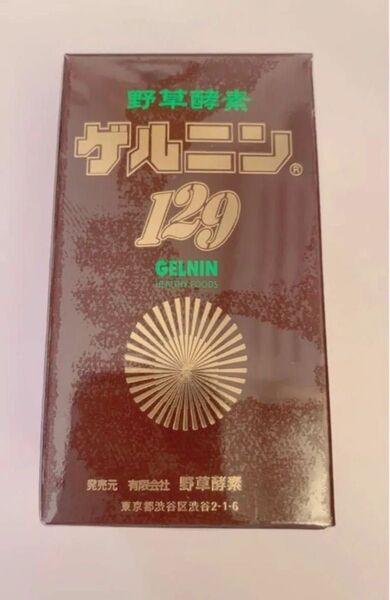 野草酵素
ゲルニン®
129
GELNIN
HEALTHY FOODS
発売元 有限会社 野草酵素
東京都渋谷区渋谷2-1-6